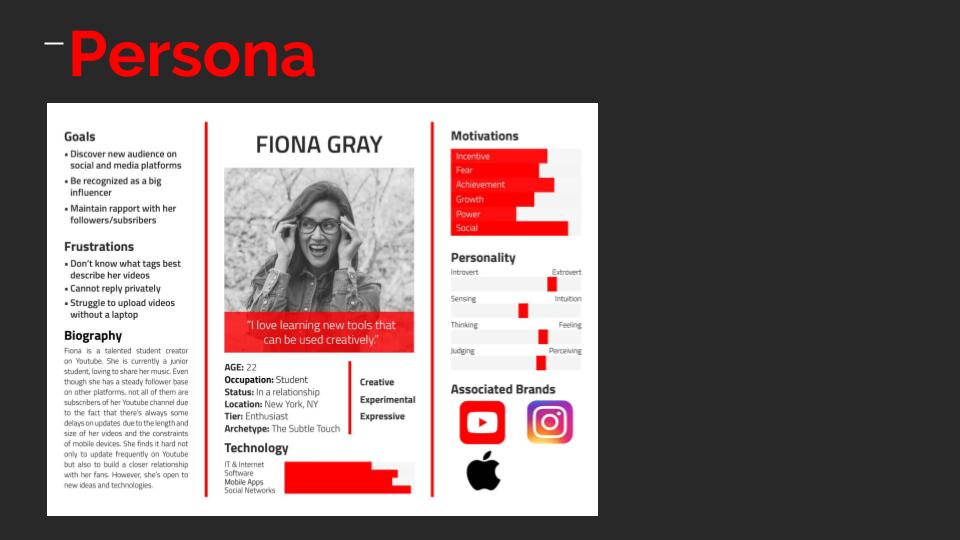 Persona
Goals
• Discover new audience on
social and media platforms
• Be recognized as a big
influencer
• Maintain rapport with her
followers/subsribers
Frustrations
• Don't know what tags best
describe her videos
• Cannot reply privately
• Struggle to upload videos
without a laptop
Biography
Fiona is a talented student creator
on Youtube. She is currently a junior
student, loving to share her music. Even
though she has a steady follower base
on other platforms, not all of them are
subscribers of her Youtube channel due
to the fact that there's always some
delays on updates due to the length and
size of her videos and the constraints
of mobile devices. She finds it hard not
only to update frequently on Youtube
but also to build a closer relationship
with her fans. However, she's open to
new ideas and technologies.
FIONA GRAY
"I love learning new tools that
can be used creatively."
AGE: 22
Occupation: Student
Status: In a relationship
Location: New York, NY
Tier: Enthusiast
Archetype: The Subtle Touch
Creative
Experimental
Expressive
Technology
IT & Internet
Software
Mobile Apps
Social Networks
Motivations
Incentive
Fear
Achievement
Growth
Power
Social
Personality
Introvert Extrovert
Sensing Intuition
Thinking Feeling
Judging Perceiving
Associated Brands